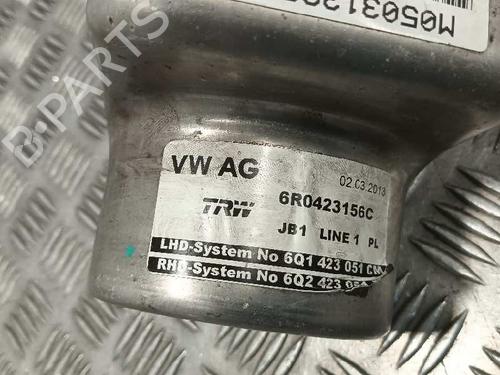 B-PARTS
M0503120
VW AG
02.03.2013
TRW
6R0423156C
JB1 LINE 1 PL
LHD-System No 6Q1 423 051
RHD-System No 6Q2 423